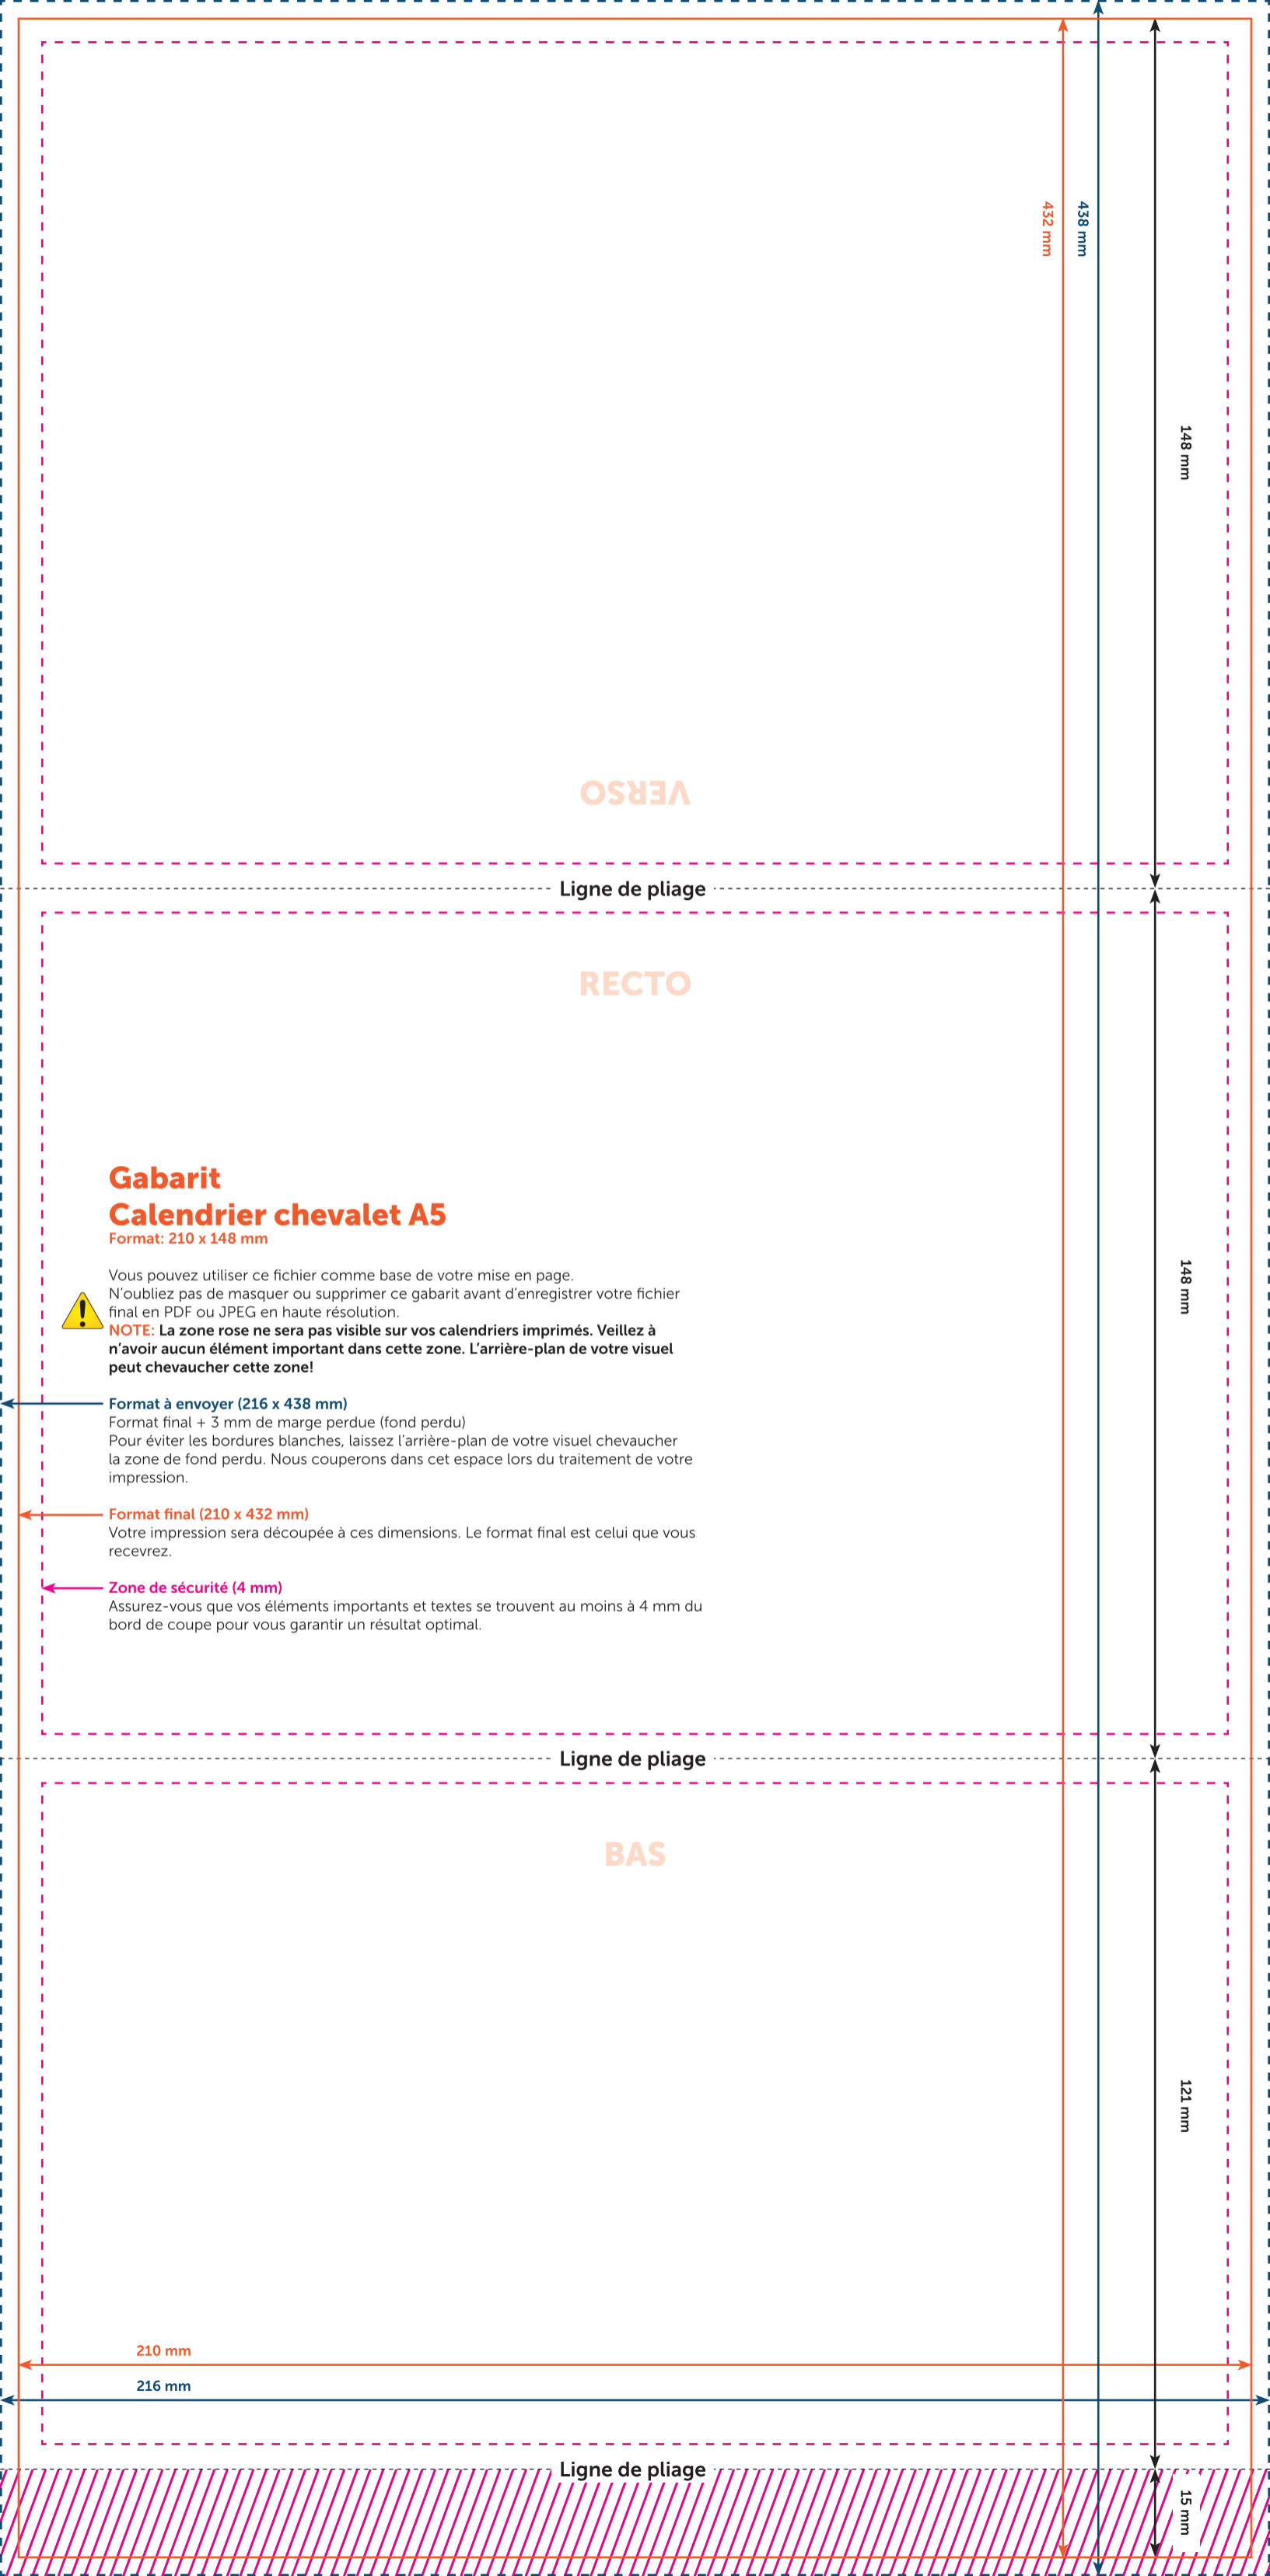 432 mm
438 mm
148 mm
VERSO
Ligne de pliage
RECTO
Gabarit
Calendrier chevalet A5
Format: 210 x 148 mm
Vous pouvez utiliser ce fichier comme base de votre mise en page.
N'oubliez pas de masquer ou supprimer ce gabarit avant d'enregistrer votre fichier
final en PDF ou JPEG en haute résolution.
NOTE: La zone rose ne sera pas visible sur vos calendriers imprimés. Veillez à
n'avoir aucun élément important dans cette zone. L'arrière-plan de votre visuel
peut chevaucher cette zone!
148 mm
Format à envoyer (216 x 438 mm)
Format final + 3 mm de marge perdue (fond perdu)
Pour éviter les bordures blanches, laissez l'arrière-plan de votre visuel chevaucher
la zone de fond perdu. Nous couperons dans cet espace lors du traitement de votre
impression.
Format final (210 x 432 mm)
Votre impression sera découpée à ces dimensions. Le format final est celui que vous
recevrez.
Zone de sécurité (4 mm)
Assurez-vous que vos éléments importants et textes se trouvent au moins à 4 mm du
bord de coupe pour vous garantir un résultat optimal.
Ligne de pliage
BAS
121 mm
210 mm
216 mm
Ligne de pliage
15 mm